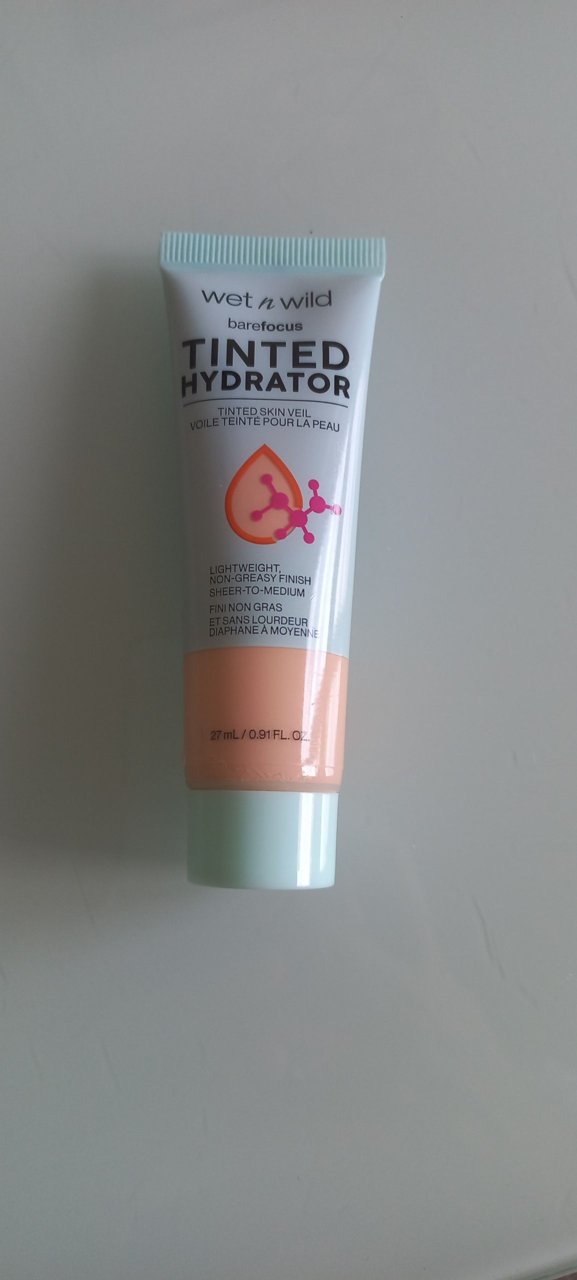 wet n wild
barefocus
TINTED
HYDRATOR
TINTED SKIN VEIL
VOILE TEINTÉ POUR LA PEAU
LIGHTWEIGHT,
NON-GREASY FINISH
SHEER-TO-MEDIUM
FINI NON GRAS
ET SANS LOURDEUR
DIAPHANE À MOYENNE
27 mL / 0.91 FL. OZ.